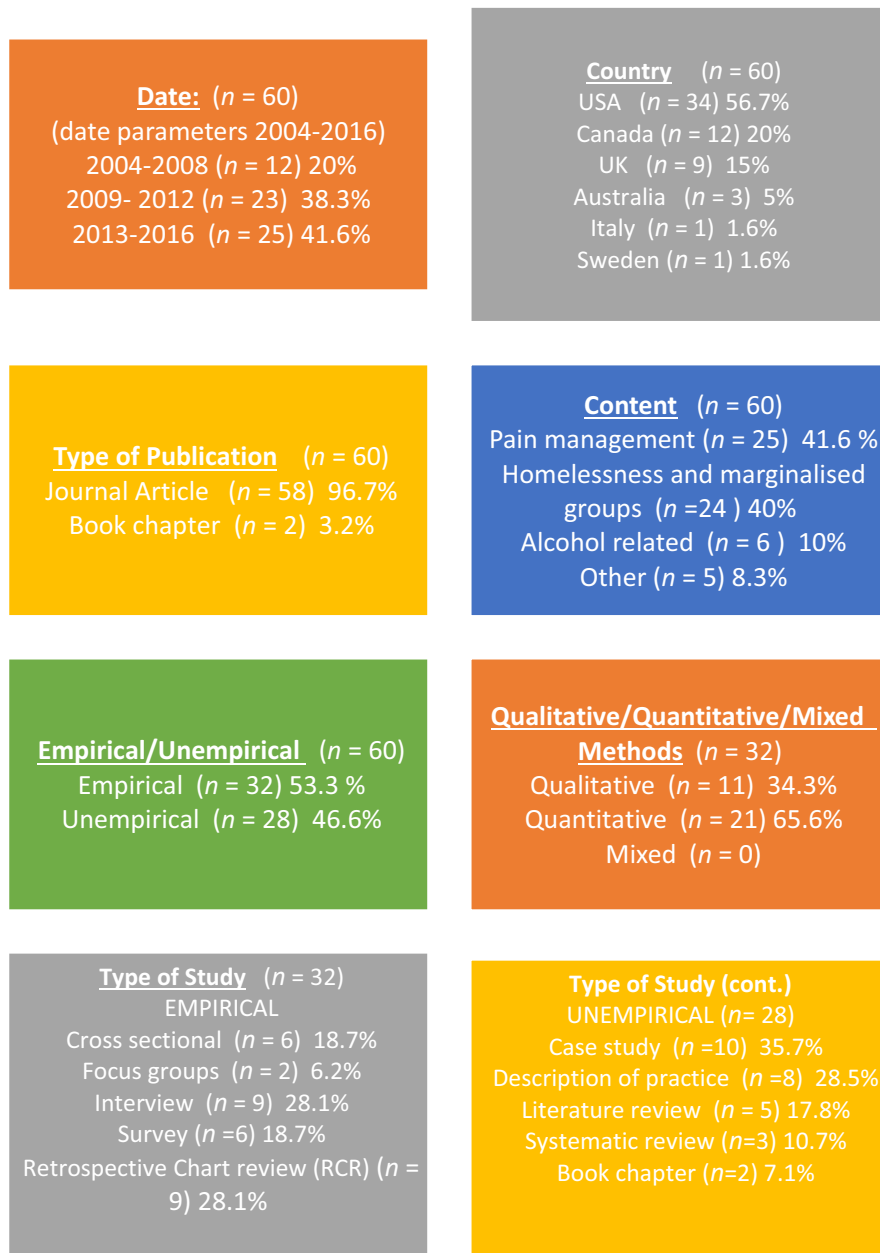 Date: (n = 60)
(date parameters 2004-2016)
2004-2008 (n = 12) 20%
2009- 2012 (n = 23) 38.3%
2013-2016 (n = 25) 41.6%
Country (n = 60)
USA (n = 34) 56.7%
Canada (n = 12) 20%
UK (n = 9) 15%
Australia (n = 3) 5%
Italy (n = 1) 1.6%
Sweden (n = 1) 1.6%
Type of Publication (n = 60)
Journal Article (n = 58) 96.7%
Book chapter (n = 2) 3.2%
Content (n = 60)
Pain management (n = 25) 41.6 %
Homelessness and marginalised
groups (n =24 ) 40%
Alcohol related (n = 6 ) 10%
Other (n = 5) 8.3%
Empirical/Unempirical (n = 60)
Empirical (n = 32) 53.3 %
Unempirical (n = 28) 46.6%
Qualitative/Quantitative/Mixed
Methods (n = 32)
Qualitative (n = 11) 34.3%
Quantitative (n = 21) 65.6%
Mixed (n = 0)
Type of Study (n = 32)
EMPIRICAL
Cross sectional (n = 6) 18.7%
Focus groups (n = 2) 6.2%
Interview (n = 9) 28.1%
Survey (n =6) 18.7%
Retrospective Chart review (RCR) (n =
9) 28.1%
Type of Study (cont.)
UNEMPIRICAL (n= 28)
Case study (n =10) 35.7%
Description of practice (n =8) 28.5%
Literature review (n = 5) 17.8%
Systematic review (n=3) 10.7%
Book chapter (n=2) 7.1%